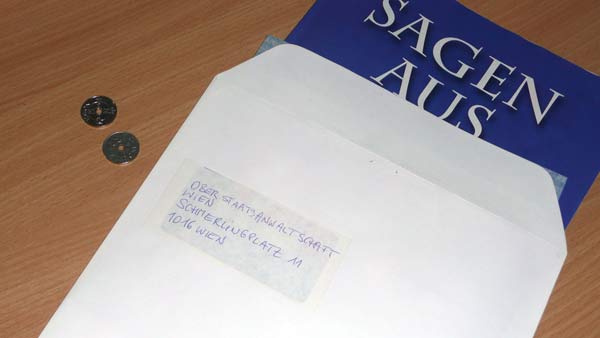 SAGEN
AUS
OBERSTAATSANWALTSCHAFT
WIEN
SCHMERLINGPLATZ 11
1016 WIEN